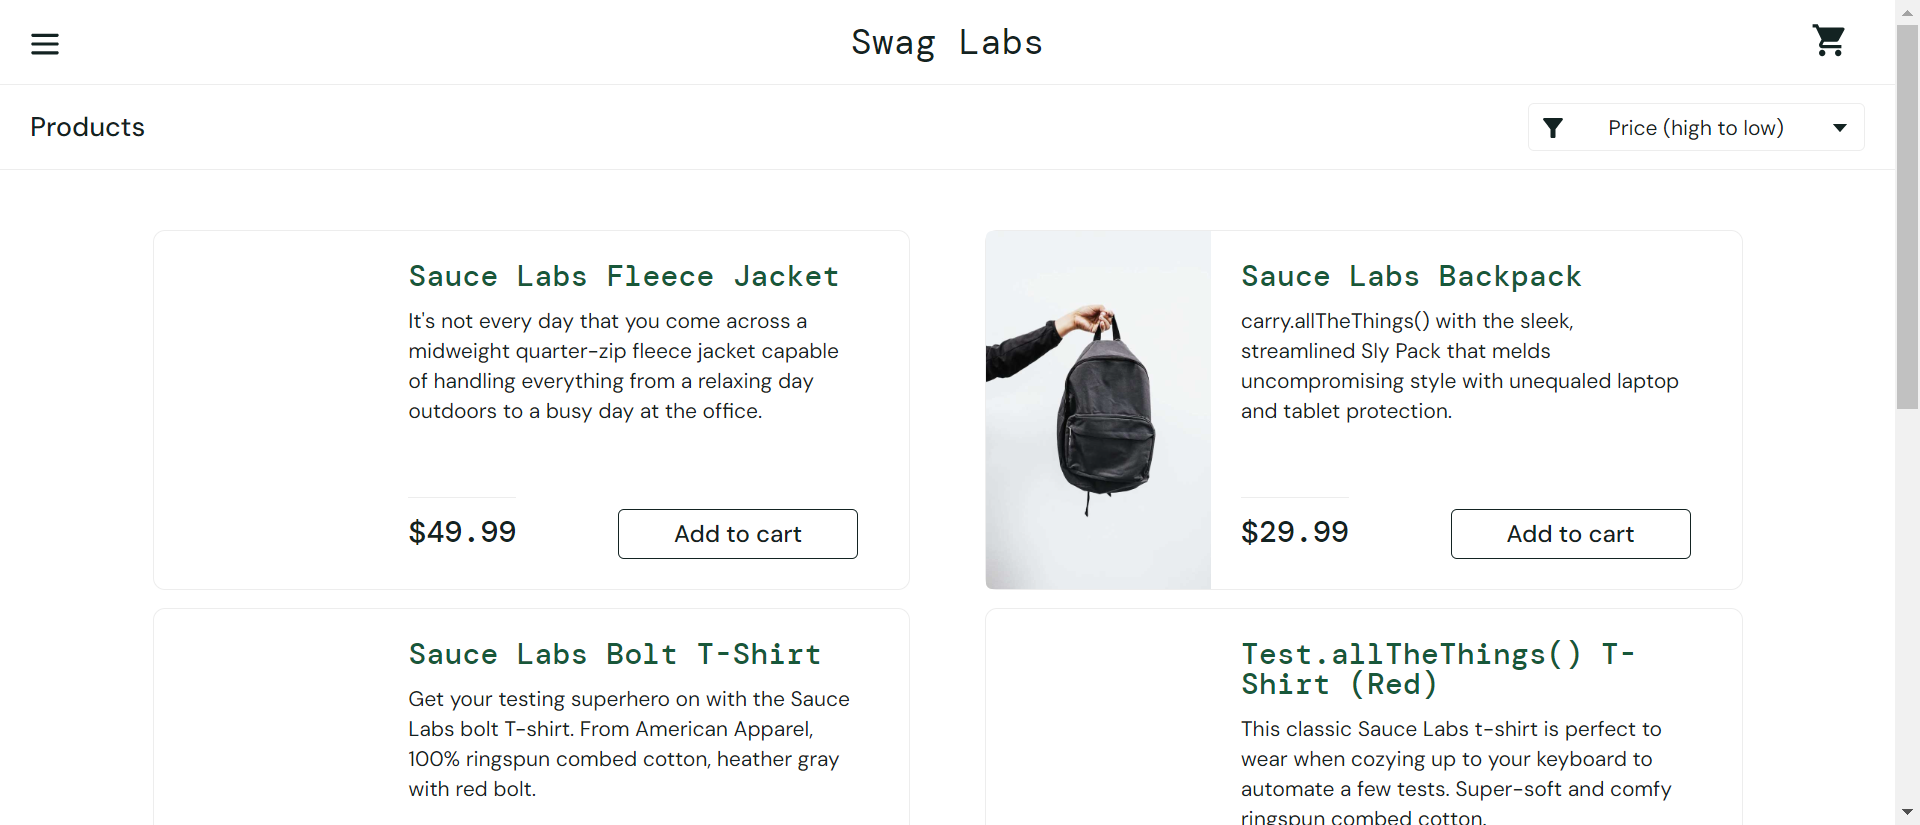 Swag Labs
Products
Price (high to low)
Sauce Labs Fleece Jacket
It's not every day that you come across a
midweight quarter-zip fleece jacket capable
of handling everything from a relaxing day
outdoors to a busy day at the office.
$49.99
Add to cart
Sauce Labs Backpack
carry.allTheThings() with the sleek,
streamlined Sly Pack that melds
uncompromising style with unequaled laptop
and tablet protection.
$29.99
Add to cart
Sauce Labs Bolt T-Shirt
Get your testing superhero on with the Sauce
Labs bolt T-shirt. From American Apparel,
100% ringspun combed cotton, heather gray
with red bolt.
Test.allTheThings() T-
Shirt (Red)
This classic Sauce Labs t-shirt is perfect to
wear when cozying up to your keyboard to
automate a few tests. Super-soft and comfy
ringspun combed cotton.